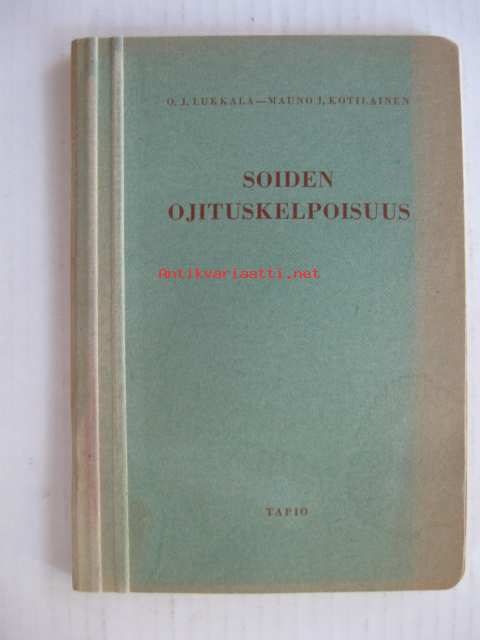 O. J. LUKKALA—MAUNO J. KOTILAINEN
SOIDEN
OJITUSKELPOISUUS
Antikvariaatti.net
TAPIO